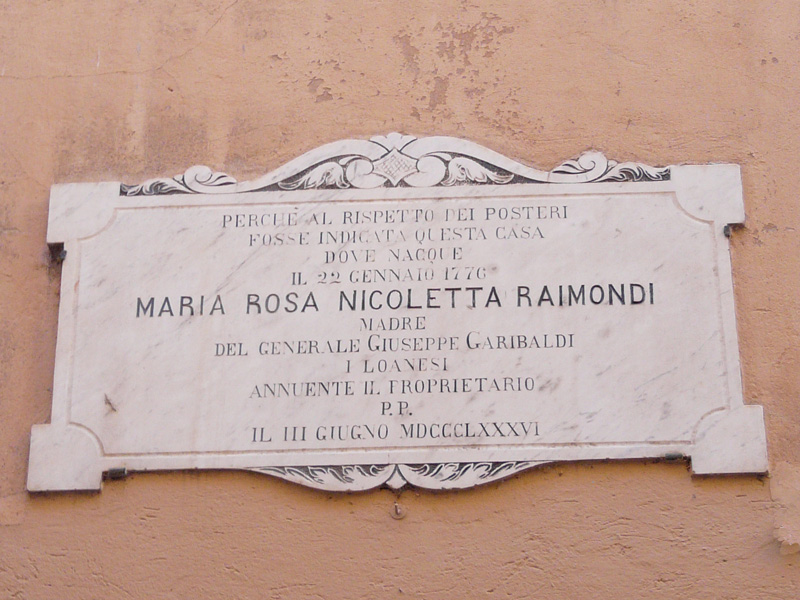 PERCHÈ AL RISPETTO DEI POSTERI
FOSSE INDICATA QUESTA CASA
DOVE NACQUE
IL 22 GENNAIO 1776
MARIA ROSA NICOLETTA RAIMONDI
MADRE
DEL GENERALE GIUSEPPE GARIBALDI
I LOANESI
ANNUENTE IL PROPRIETARIO
P.P.
IL III GIUGNO MDCCCLXXXVI